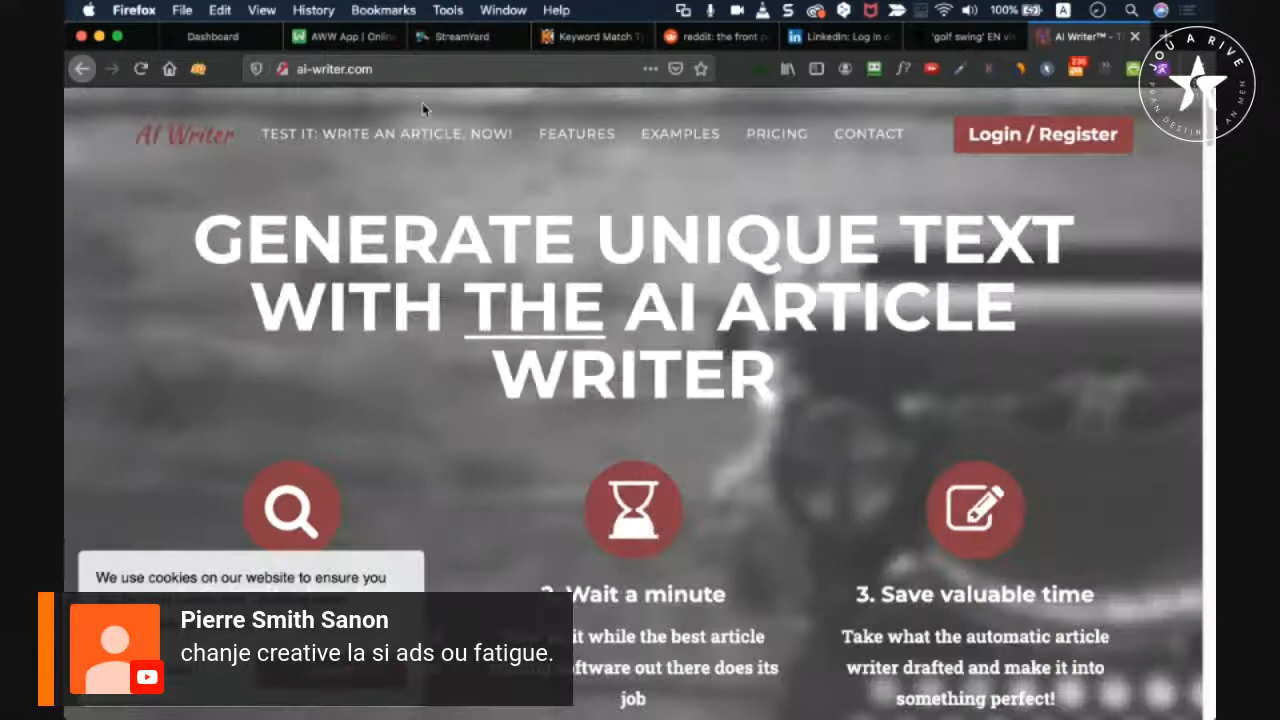 Firefox File Edit View History Bookmarks Tools Window Help 100%
Dashboard AWW App | Online StreamYard Keyword Match T reddit: the front p LinkedIn: Log In o 'golf swing' EN AI Writer™ - T
ai-writer.com
236
AI Writer TEST IT: WRITE AN ARTICLE, NOW! FEATURES EXAMPLES PRICING CONTACT Login / Register
JOU A RIVE
GENERATE UNIQUE TEXT
WITH THE AI ARTICLE
WRITER
We use cookies on our website to ensure you
Wait a minute
it while the best article
software out there does its
job
3. Save valuable time
Take what the automatic article
writer drafted and make it into
something perfect!
Pierre Smith Sanon
chanje creative la si ads ou fatigue.